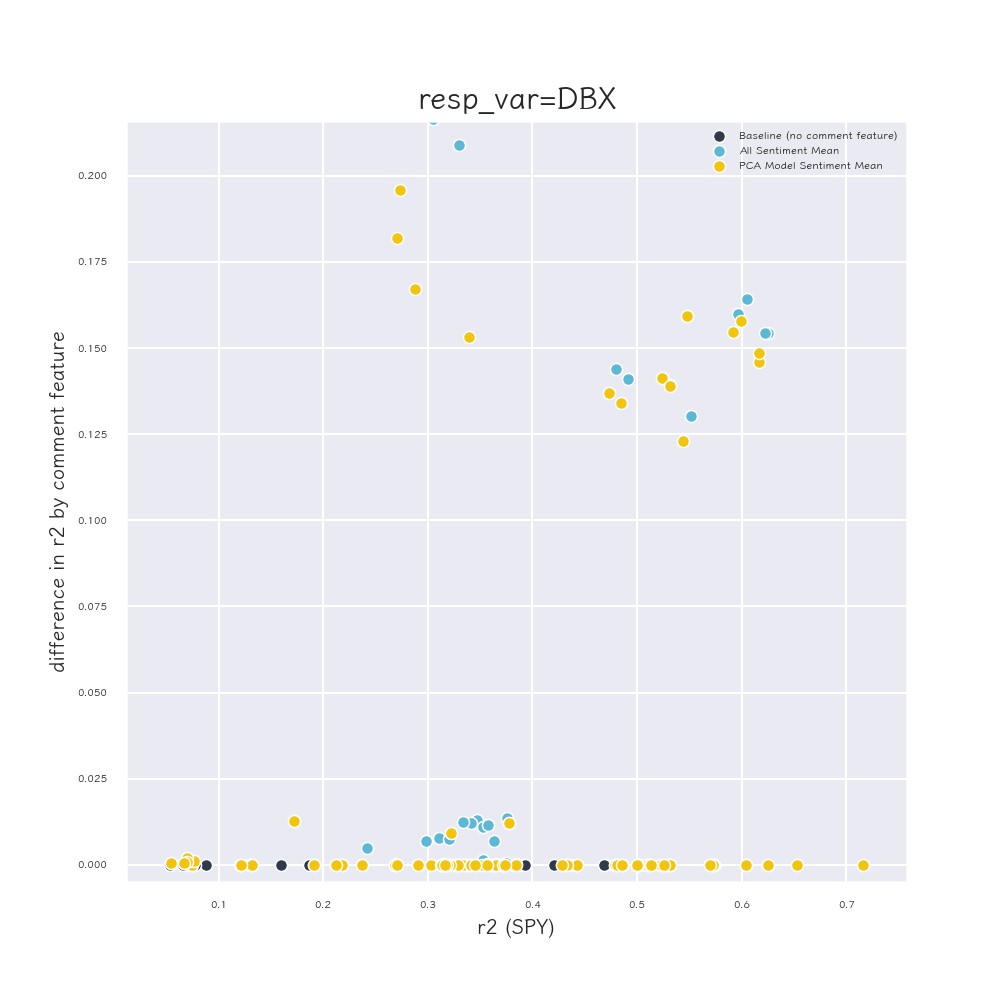 resp_var=DBX
Baseline (no comment feature)
All Sentiment Mean
PCA Model Sentiment Mean
difference in r2 by comment feature
0.200
0.175
0.150
0.125
0.100
0.075
0.050
0.025
0.000
0.1 0.2 0.3 0.4 0.5 0.6 0.7
r2 (SPY)